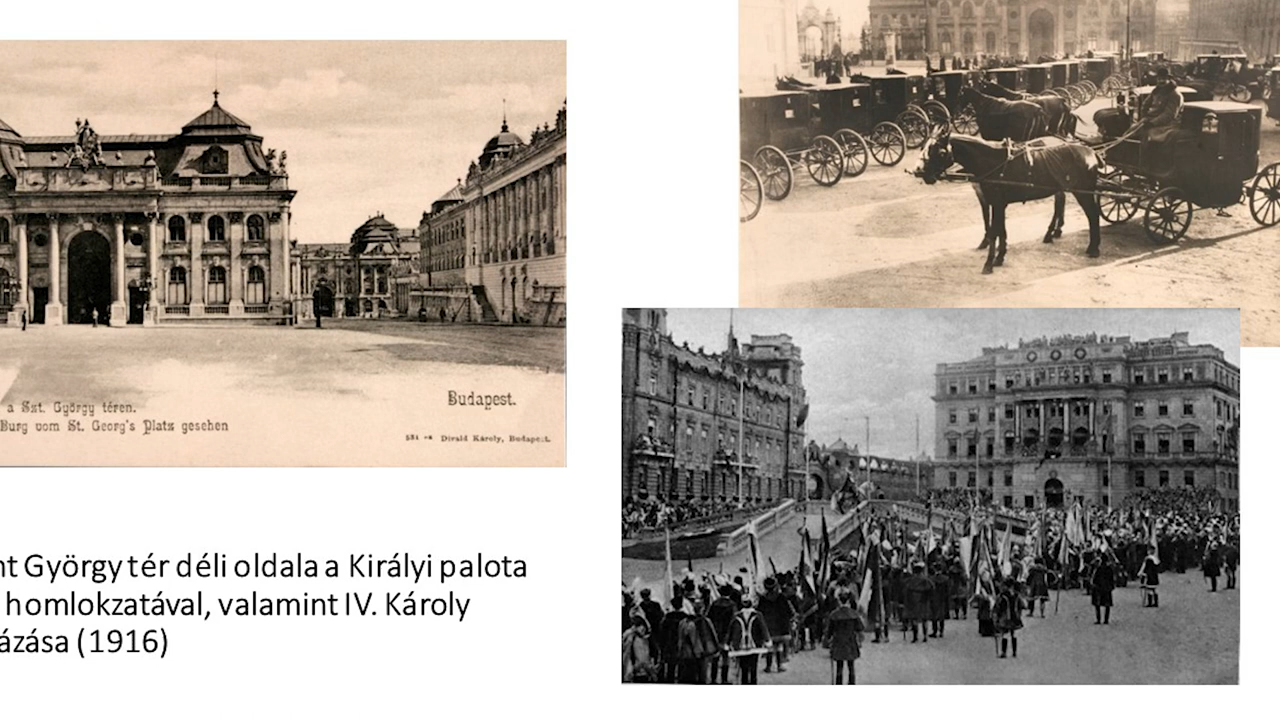 a Szt. György téren.
Burg vom St. Georg's Platz gesehen
Budapest.
Divald Károly, Budapest.
nt György tér déli oldala a Királyi palota
homlokzatával, valamint IV. Károly
ázása (1916)